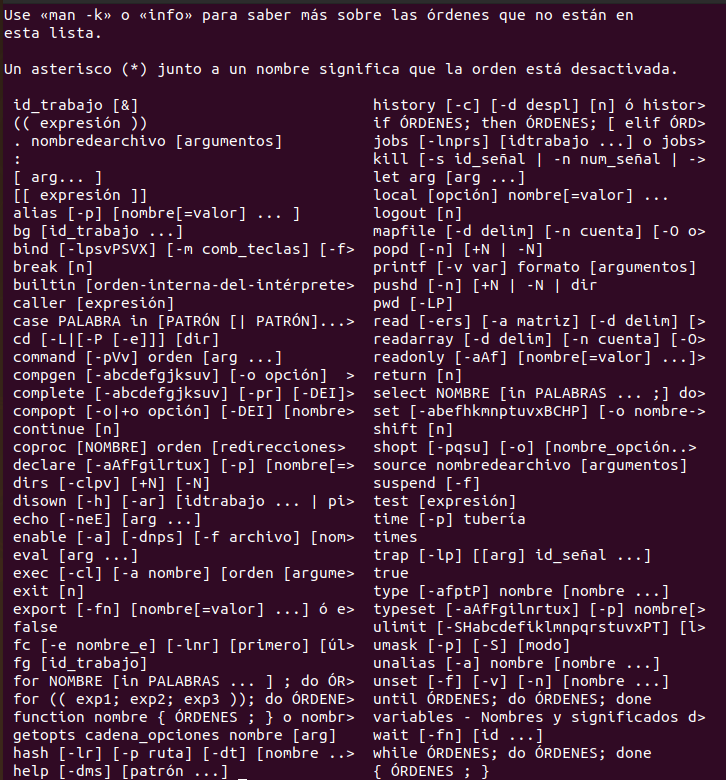 Use «man -k» o «info» para saber más sobre las órdenes que no están en
esta lista.
Un asterisco (*) junto a un nombre significa que la orden está desactivada.
id_trabajo [&] history [-c] [-d despl] [n] ó histor>
(( expresión )) if ÓRDENES; then ÓRDENES; [ elif ÓRD>
. nombredearchivo [argumentos] jobs [-lnprs] [idtrabajo ...] o jobs>
: kill [-s id_señal | -n num_señal | ->
[ arg... ] let arg [arg ...]
[[ expresión ]] local [opción] nombre[=valor] ...
alias [-p] [nombre[=valor] ... ] logout [n]
bg [id_trabajo ...] mapfile [-d delim] [-n cuenta] [-O o>
bind [-lpsvPSVX] [-m comb_teclas] [-f> popd [-n] [+N | -N]
break [n] printf [-v var] formato [argumentos]
builtin [orden-interna-del-intérprete> pushd [-n] [+N | -N | dir
caller [expresión] pwd [-LP]
case PALABRA in [PATRÓN [| PATRÓN]...> read [-ers] [-a matriz] [-d delim] [>
cd [-L|[-P [-e]]] [dir] readarray [-d delim] [-n cuenta] [-O>
command [-pVv] orden [arg ...] readonly [-aAf] [nombre[=valor] ...]>
compgen [-abcdefgjksuv] [-o opción] > return [n]
complete [-abcdefgjksuv] [-pr] [-DEI]> select NOMBRE [in PALABRAS ... ;] do>
compopt [-o|+o opción] [-DEI] [nombre> set [-abefhkmnptuvxBCHP] [-o nombre->
continue [n] shift [n]
coproc [NOMBRE] orden [redirecciones> shopt [-pqsu] [-o] [nombre_opción..>
declare [-aAfFgilrtux] [-p] [nombre[=> source nombredearchivo [argumentos]
dirs [-clpv] [+N] [-N] suspend [-f]
disown [-h] [-ar] [idtrabajo ... | pi> test [expresión]
echo [-neE] [arg ...] time [-p] tubería
enable [-a] [-dnps] [-f archivo] [nom> times
eval [arg ...] trap [-lp] [[arg] id_señal ...]
exec [-cl] [-a nombre] [orden [argume> true
exit [n] type [-afptP] nombre [nombre ...]
export [-fn] [nombre[=valor] ...] ó e> typeset [-aAfFgilnrtux] [-p] nombre[>
false ulimit [-SHabcdefiklmnpqrstuvxPT] [l>
fc [-e nombre_e] [-lnr] [primero] [úl> umask [-p] [-S] [modo]
fg [id_trabajo] unalias [-a] nombre [nombre ...]
for NOMBRE [in PALABRAS ... ] ; do ÓR> unset [-f] [-v] [-n] [nombre ...]
for (( exp1; exp2; exp3 )); do ÓRDENE> until ÓRDENES; do ÓRDENES; done
function nombre { ÓRDENES ; } o nombr> variables - Nombres y significados d>
getopts cadena_opciones nombre [arg] wait [-fn] [id ...]
hash [-lr] [-p ruta] [-dt] [nombre ..> while ÓRDENES; do ÓRDENES; done
help [-dms] [patrón ...] { ÓRDENES ; }